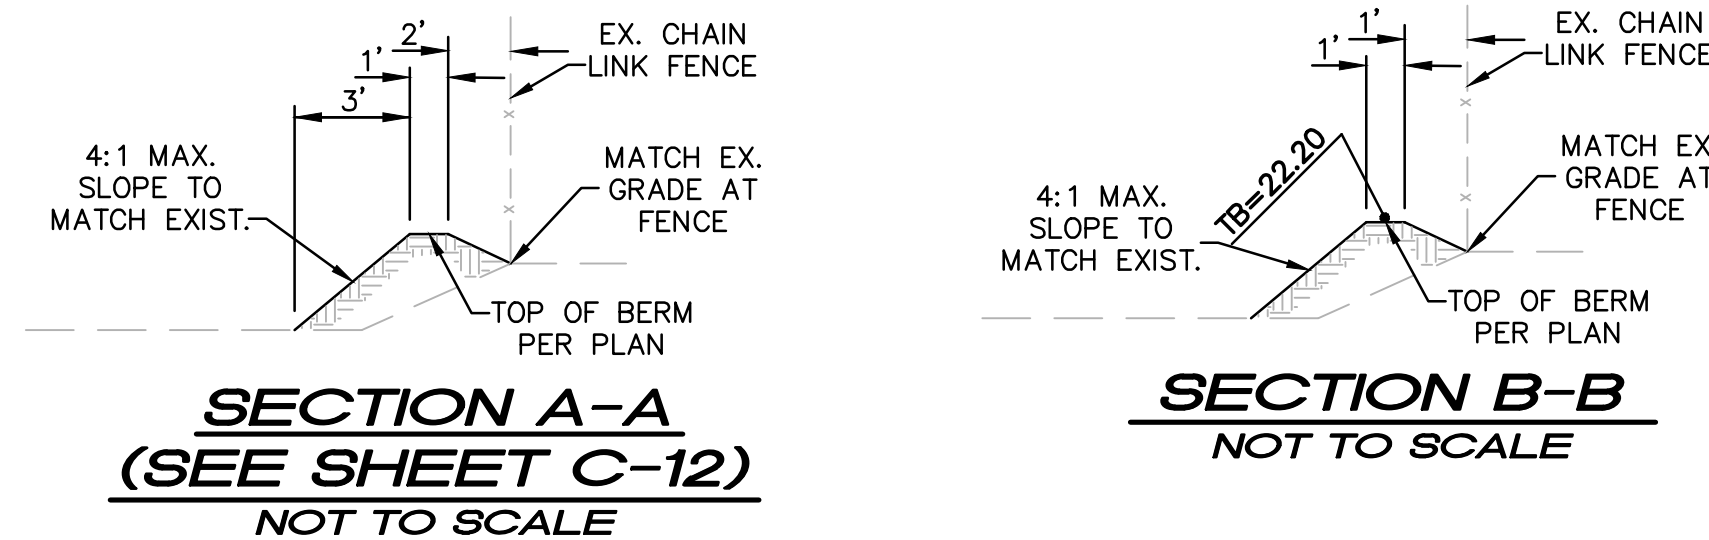 2'
1'
3'
EX. CHAIN
LINK FENCE
4:1 MAX.
SLOPE TO
MATCH EXIST.
MATCH EX.
GRADE AT
FENCE
TOP OF BERM
PER PLAN
SECTION A-A
(SEE SHEET C-12)
NOT TO SCALE
1'
1'
EX. CHAIN
LINK FENCE
TB=22.20
4:1 MAX.
SLOPE TO
MATCH EXIST.
MATCH EX
GRADE AT
FENCE
TOP OF BERM
PER PLAN
SECTION B-B
NOT TO SCALE